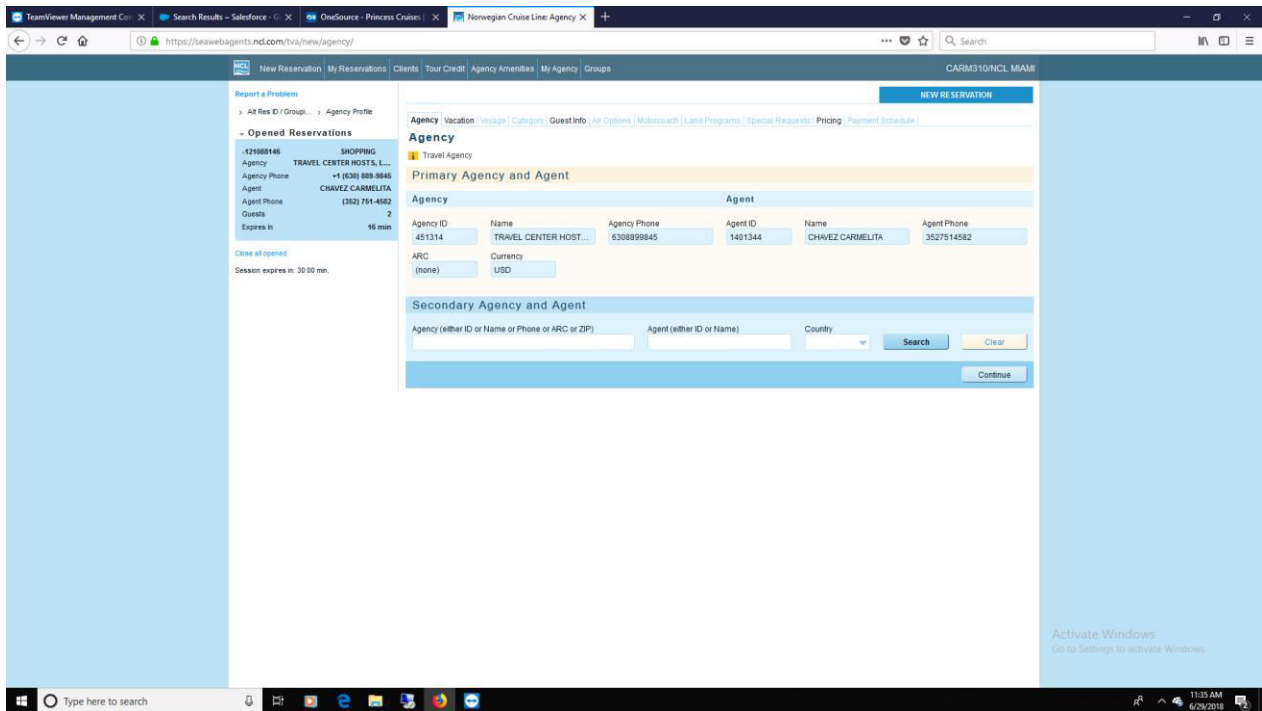 TeamViewer Management Con
Search Results – Salesforce - G
OneSource - Princess Cruises |
Norwegian Cruise Line: Agency
https://seawebagents.ncl.com/tva/new/agency/
Search
NCL New Reservation My Reservations Clients Tour Credit Agency Amenities My Agency Groups CARM310/NCL MIAMI
Report a Problem
NEW RESERVATION
Alt Res ID / Groupi... Agency Profile
Agency Vacation Voyage Category Guest Info Air Options Motorcoach Land Programs Special Requests Pricing Payment Schedule
Opened Reservations
-121988146 SHOPPING
Agency TRAVEL CENTER HOSTS, L...
Agency Phone +1 (630) 889-9845
Agent CHAVEZ CARMELITA
Agent Phone (352) 751-4582
Guests 2
Expires In 16 min
Close all opened
Session expires in: 30:00 min.
Agency
Travel Agency
Primary Agency and Agent
Agency Agent
Agency ID Name Agency Phone Agent ID Name Agent Phone
451314 TRAVEL CENTER HOST... 6308899845 1401344 CHAVEZ CARMELITA 3527514582
ARC Currency
(none) USD
Secondary Agency and Agent
Agency (either ID or Name or Phone or ARC or ZIP) Agent (either ID or Name) Country
Search Clear
Continue
Activate Windows
Go to Settings to activate Windows.
Type here to search
11:35 AM
6/29/2018